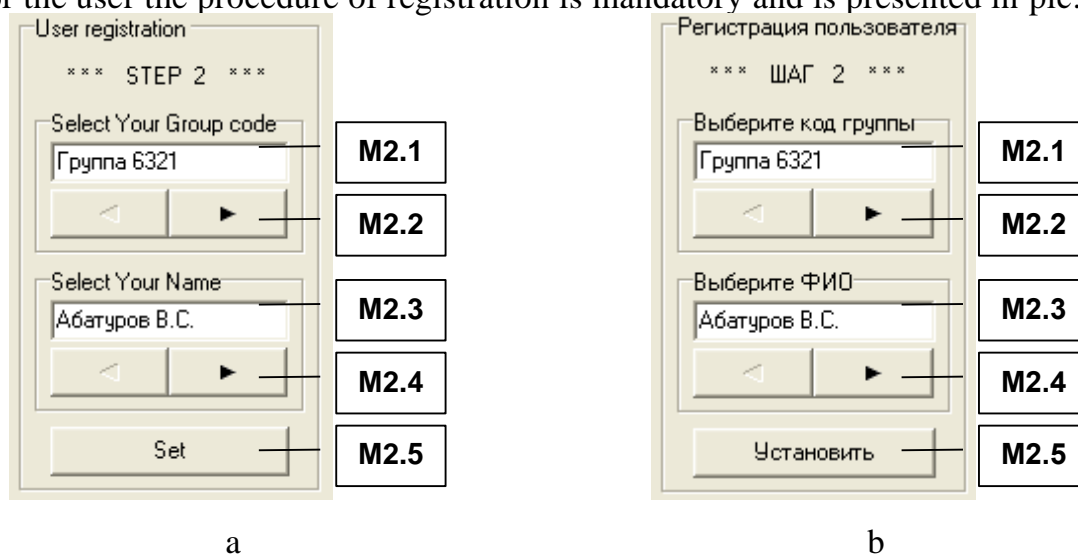 or the user the procedure of registration is mandatory and is presented in pic.
User registration
*** STEP 2 ***
Select Your Group code
Группа 6321
M2.1
M2.2
Select Your Name
Абатуров В.С.
M2.3
M2.4
Set
M2.5
a
Регистрация пользователя
*** ШАГ 2 ***
Выберите код группы
Группа 6321
M2.1
M2.2
Выберите ФИО
Абатуров В.С.
M2.3
M2.4
Установить
M2.5
b